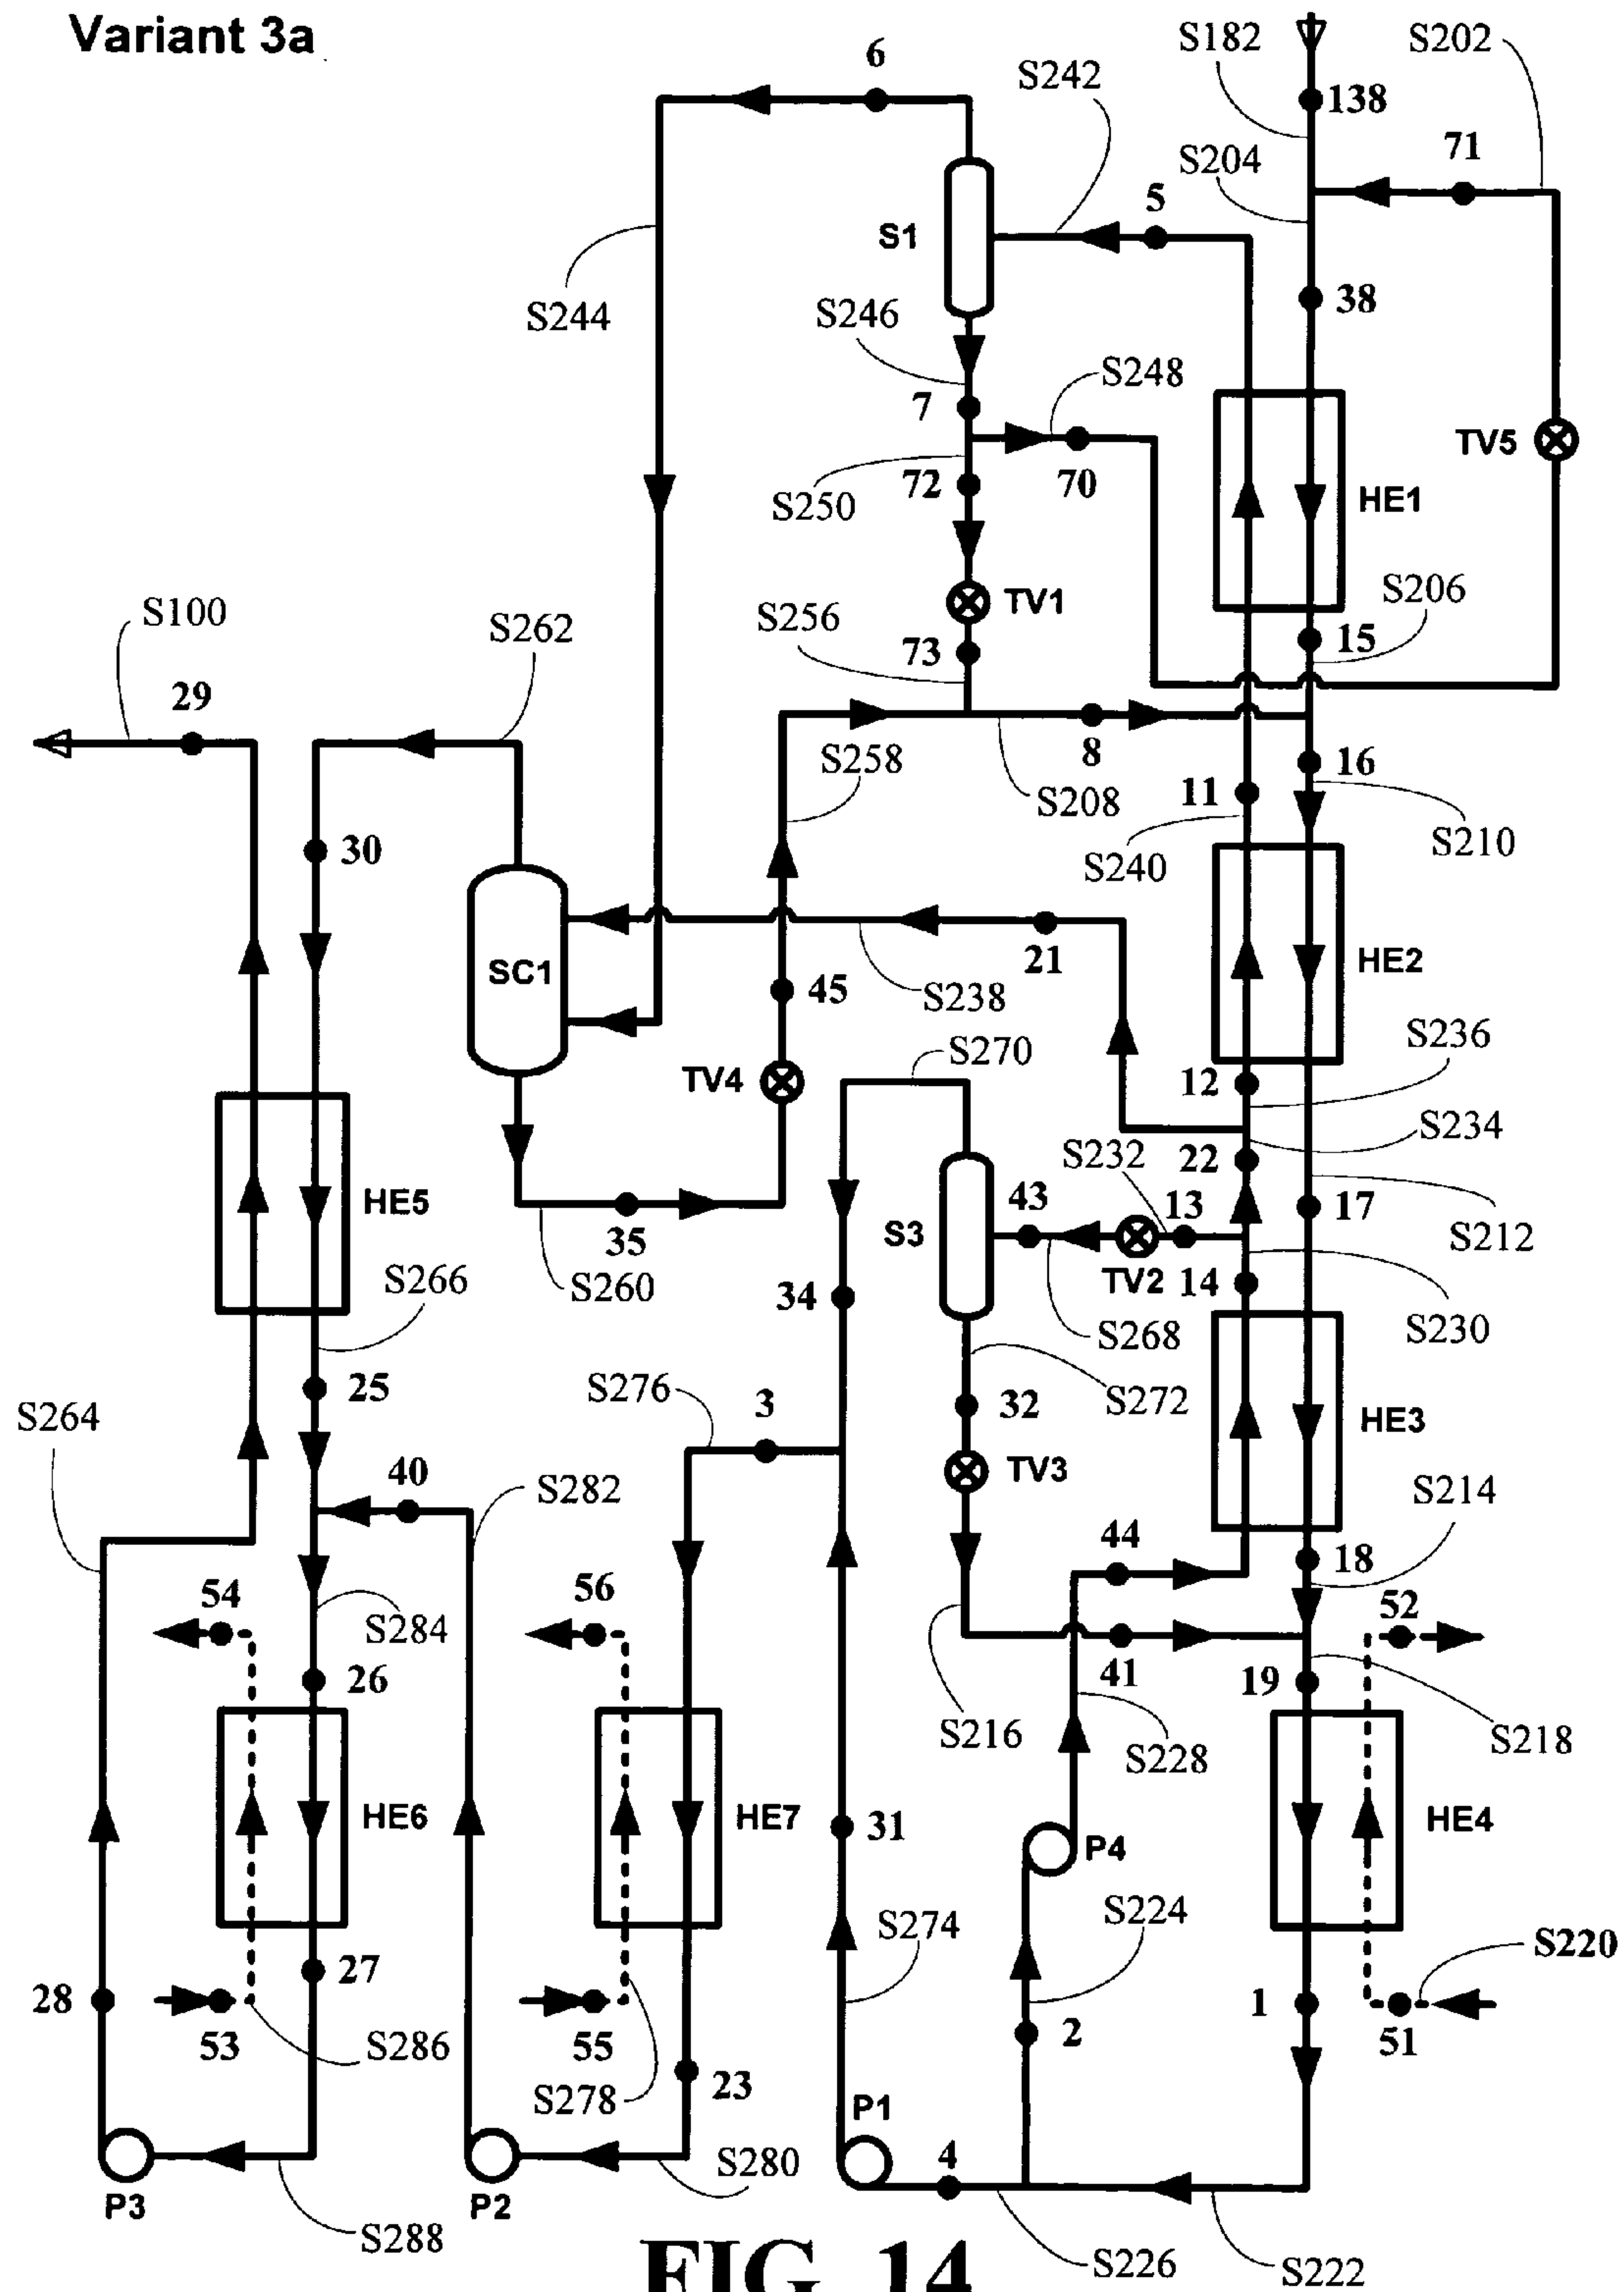 Variant 3a
6
S242
S182
S202
138
71
S204
5
S1
S244
S246
38
7
S248
TV5
70
72
S250
HE1
TV1
S206
S256
S100
S262
73
15
29
8
16
S258
11
S208
S210
30
S240
21
HE2
SC1
S238
45
S270
S236
TV4
12
S234
S232
22
HE5
43
13
17
S3
35
S212
TV2
14
S266
S260
34
S268
S230
25
S276
3
32
S272
S264
HE3
40
TV3
S282
S214
44
18
54
56
52
S284
41
26
19
S216
S218
S228
HE6
HE7
31
P4
HE4
S274
S224
27
S220
28
1
2
53
S286
55
51
S278
23
P1
4
S280
P3
P2
S288
S226
S222
FIG. 14